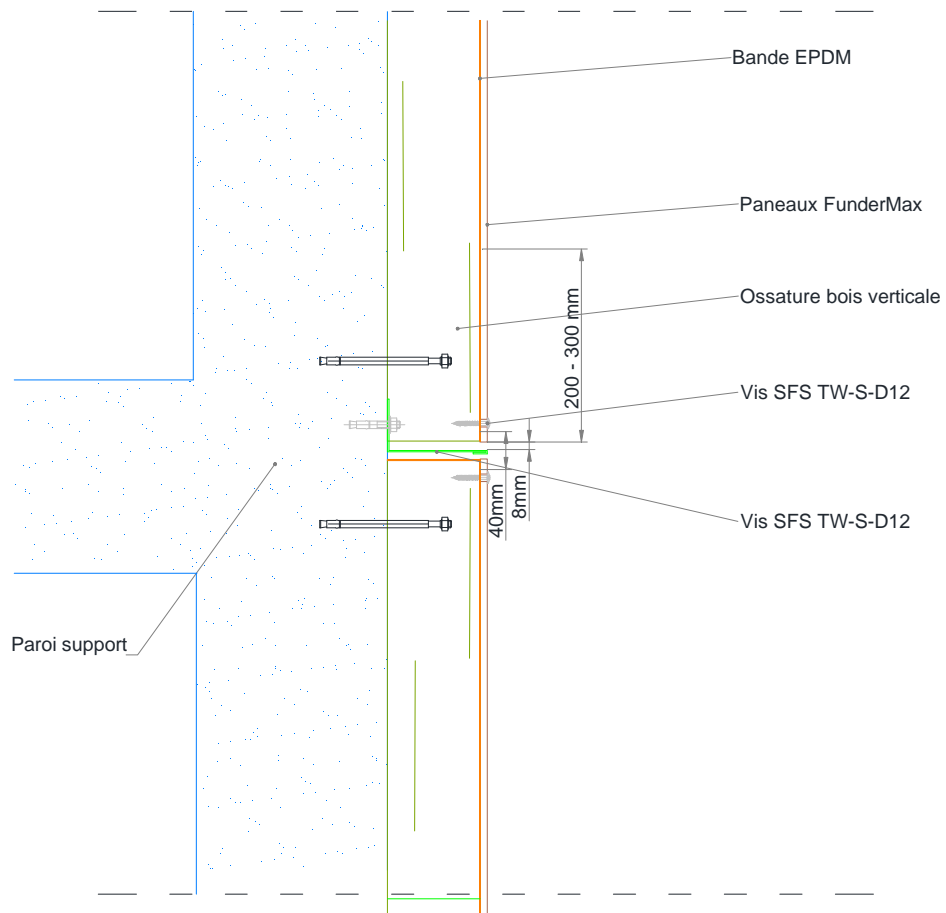 Bande EPDM
Paneaux FunderMax
Ossature bois verticale
200 - 300 mm
Vis SFS TW-S-D12
40mm
8mm
Vis SFS TW-S-D12
Paroi support